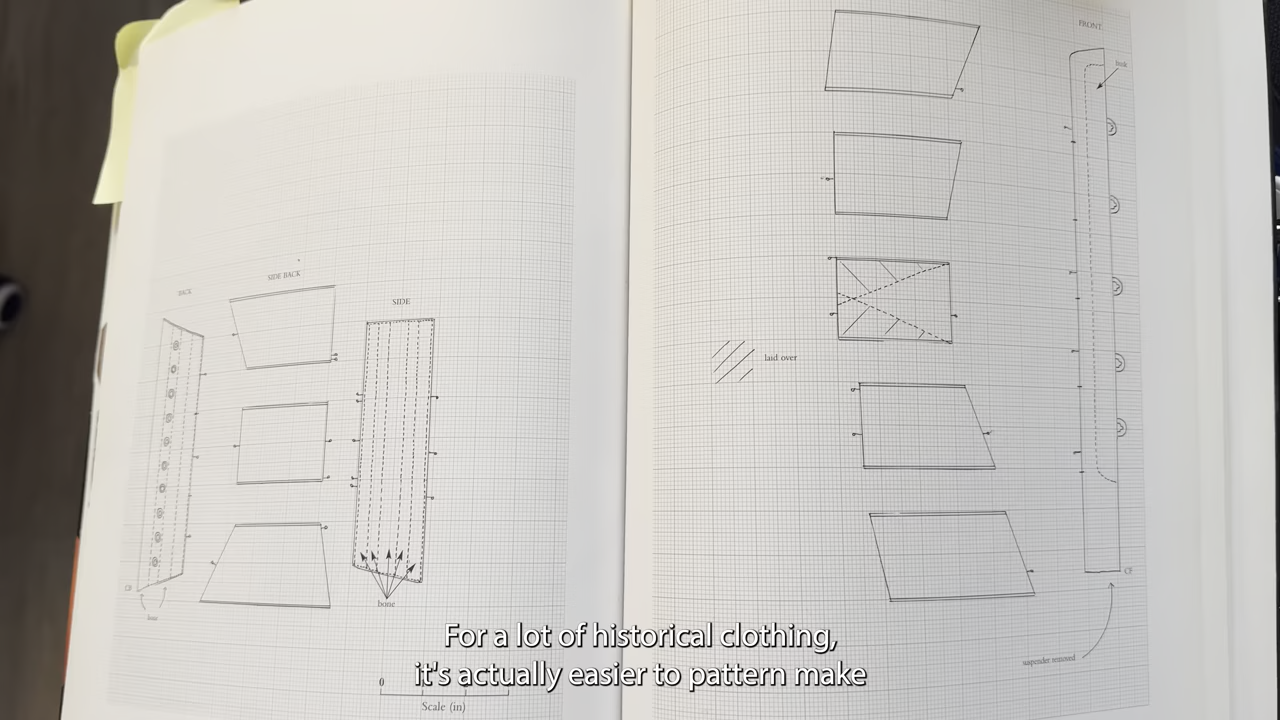 BACK
SIDE BACK
SIDE
bone
CF
bone
0
Scale (in)
FRONT
busk
laid over
CF
suspender removed
For a lot of historical clothing,
it's actually easier to pattern make